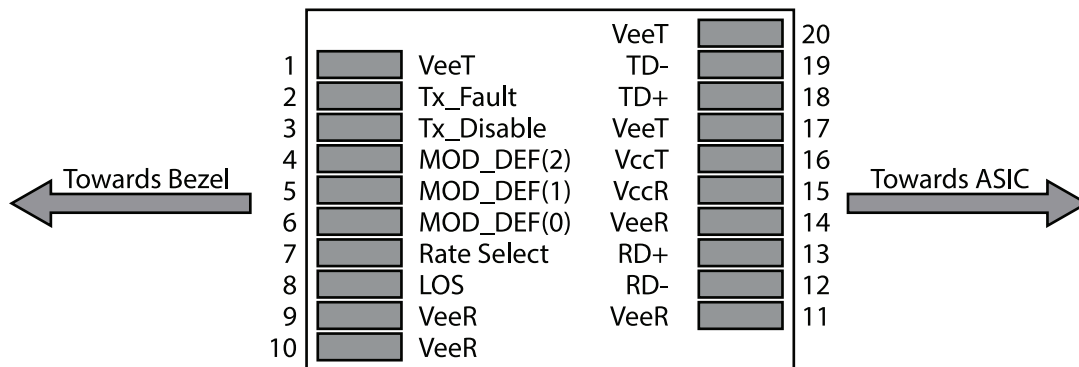 VeeT 20
1 VeeT TD- 19
2 Tx_Fault TD+ 18
3 Tx_Disable VeeT 17
4 MOD_DEF(2) VccT 16
Towards Bezel 5 MOD_DEF(1) VccR 15 Towards ASIC
6 MOD_DEF(0) VeeR 14
7 Rate Select RD+ 13
8 LOS RD- 12
9 VeeR VeeR 11
10 VeeR